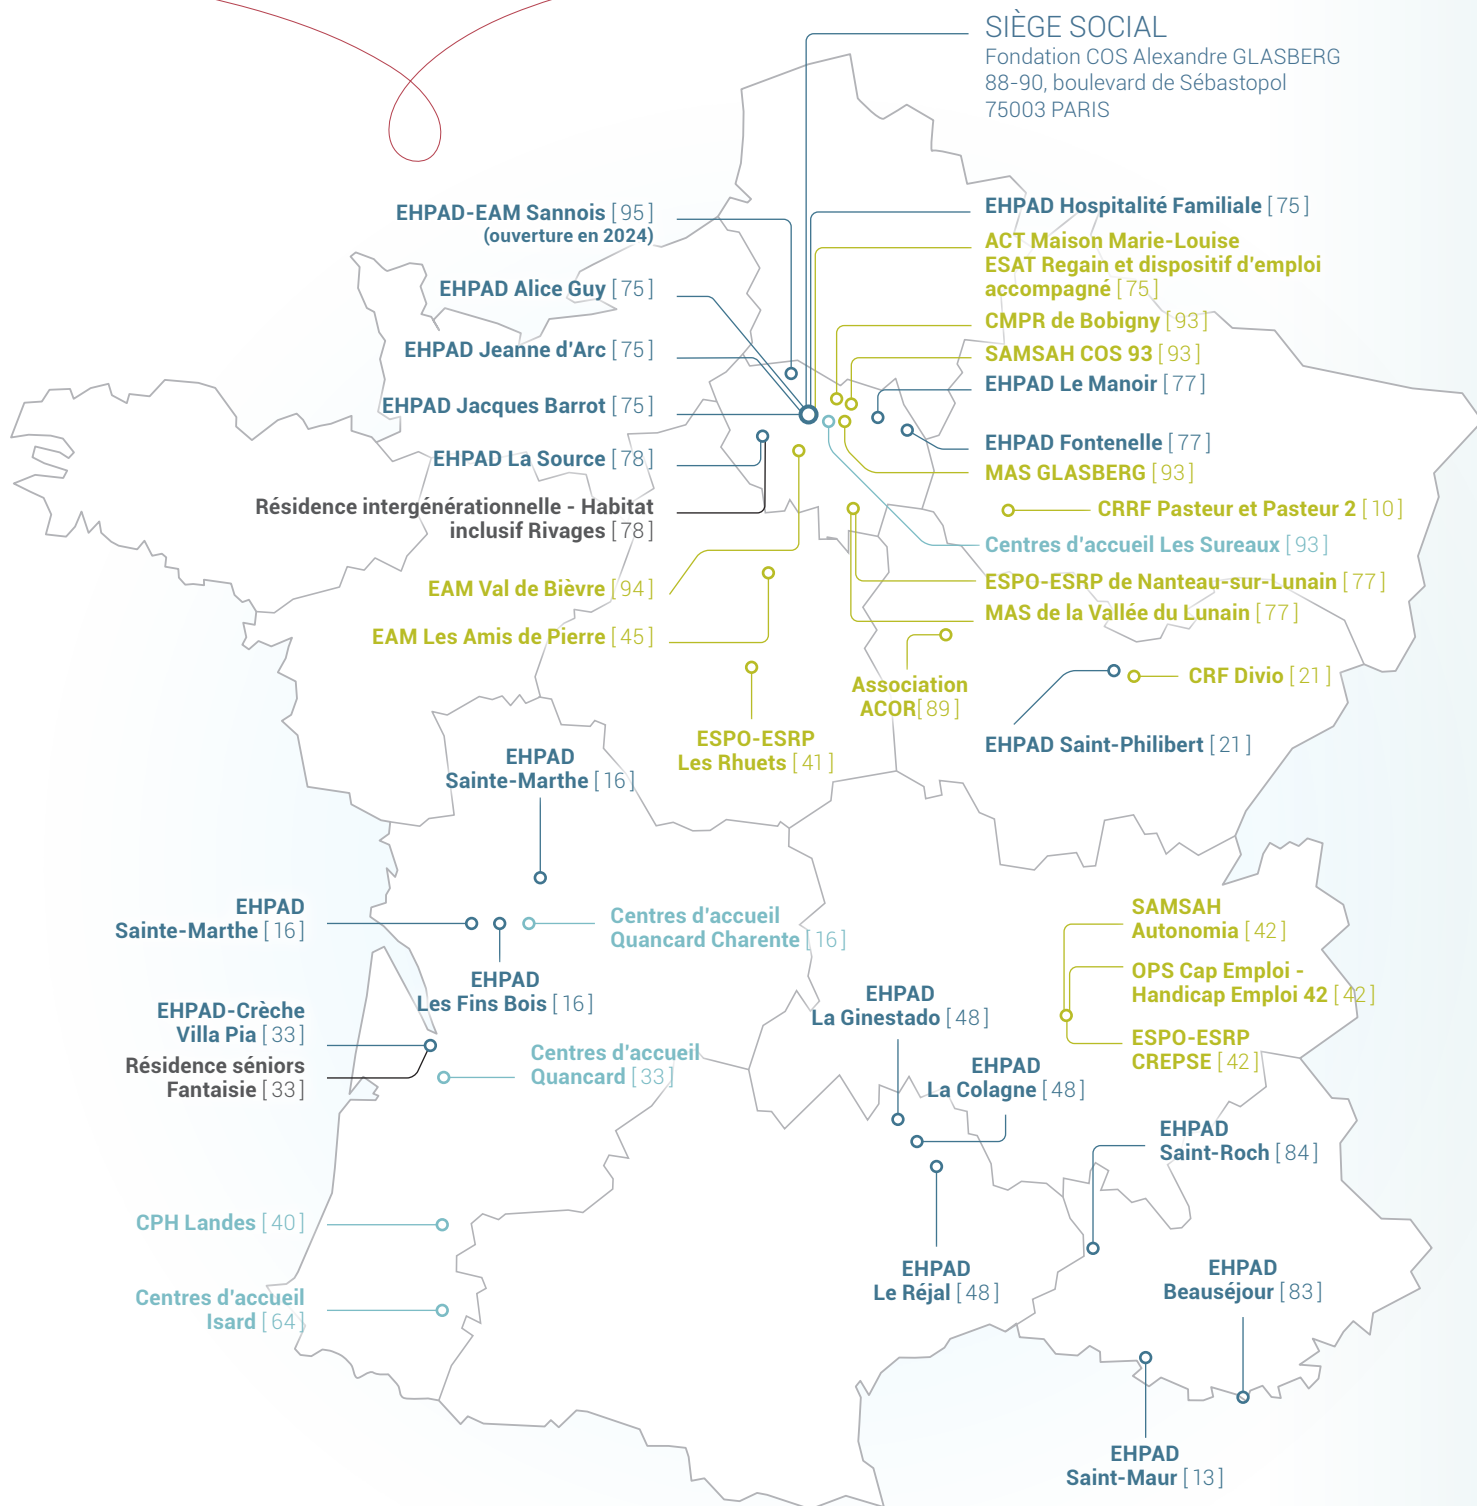 SIÈGE SOCIAL
Fondation COS Alexandre GLASBERG
88-90, boulevard de Sébastopol
75003 PARIS
EHPAD-EAM Sannois [95]
(ouverture en 2024)
EHPAD Alice Guy [75]
EHPAD Jeanne d'Arc [75]
EHPAD Jacques Barrot [75]
EHPAD La Source [78]
Résidence intergénérationnelle - Habitat
inclusif Rivages [78]
EAM Val de Bièvre [94]
EAM Les Amis de Pierre [45]
EHPAD Hospitalité Familiale [75]
ACT Maison Marie-Louise
ESAT Regain et dispositif d'emploi
accompagné [75]
CMPR de Bobigny [93]
SAMSAH COS 93 [93]
EHPAD Le Manoir [77]
EHPAD Fontenelle [77]
MAS GLASBERG [93]
CRRF Pasteur et Pasteur 2 [10]
Centres d'accueil Les Sureaux [93]
ESPO-ESRP de Nanteau-sur-Lunain [77]
MAS de la Vallée du Lunain [77]
Association
ACOR[89]
CRF Divio [21]
EHPAD Saint-Philibert [21]
ESPO-ESRP
Les Rhuets [41]
EHPAD
Sainte-Marthe [16]
EHPAD
Sainte-Marthe [16]
Centres d'accueil
Quancard Charente [16]
EHPAD
Les Fins Bois [16]
EHPAD-Crèche
Villa Pia [33]
Résidence séniors
Fantaisie [33]
Centres d'accueil
Quancard [33]
SAMSAH
Autonomia [42]
OPS Cap Emploi -
Handicap Emploi 42 [42]
ESPO-ESRP
CREPSE [42]
EHPAD
La Ginestado [48]
EHPAD
La Colagne [48]
EHPAD
Saint-Roch [84]
CPH Landes [40]
Centres d'accueil
Isard [64]
EHPAD
Le Réjal [48]
EHPAD
Beauséjour [83]
EHPAD
Saint-Maur [13]